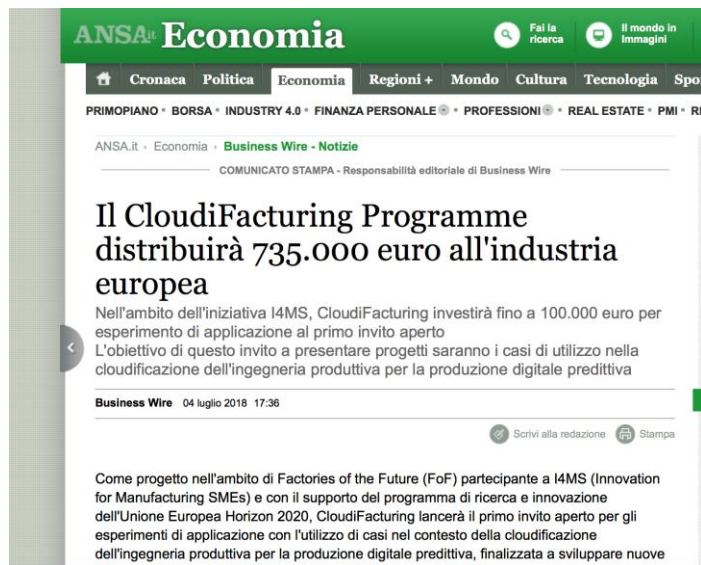 ANSA.it Economia
Fai la
ricerca
Il mondo in
Immagini
Cronaca Politica Economia Regioni + Mondo Cultura Tecnologia
PRIMOPIANO • BORSA • INDUSTRY 4.0 • FINANZA PERSONALE • PROFESSIONI • REAL ESTATE • PMI •
ANSA.it › Economia › Business Wire - Notizie
COMUNICATO STAMPA - Responsabilità editoriale di Business Wire
Il CloudiFacturing Programme
distribuirà 735.000 euro all'industria
europea
Nell'ambito dell'iniziativa I4MS, CloudiFacturing investirà fino a 100.000 euro per
esperimento di applicazione al primo invito aperto
L'obiettivo di questo invito a presentare progetti saranno i casi di utilizzo nella
cloudificazione dell'ingegneria produttiva per la produzione digitale predittiva
Business Wire 04 luglio 2018 17:36
Scrivi alla redazione Stampa
Come progetto nell'ambito di Factories of the Future (FoF) partecipante a I4MS (Innovation
for Manufacturing SMEs) e con il supporto del programma di ricerca e innovazione
dell'Unione Europea Horizon 2020, CloudiFacturing lancerà il primo invito aperto per gli
esperimenti di applicazione con l'utilizzo di casi nel contesto della cloudificazione
dell'ingegneria produttiva per la produzione digitale predittiva, finalizzata a sviluppare nuove